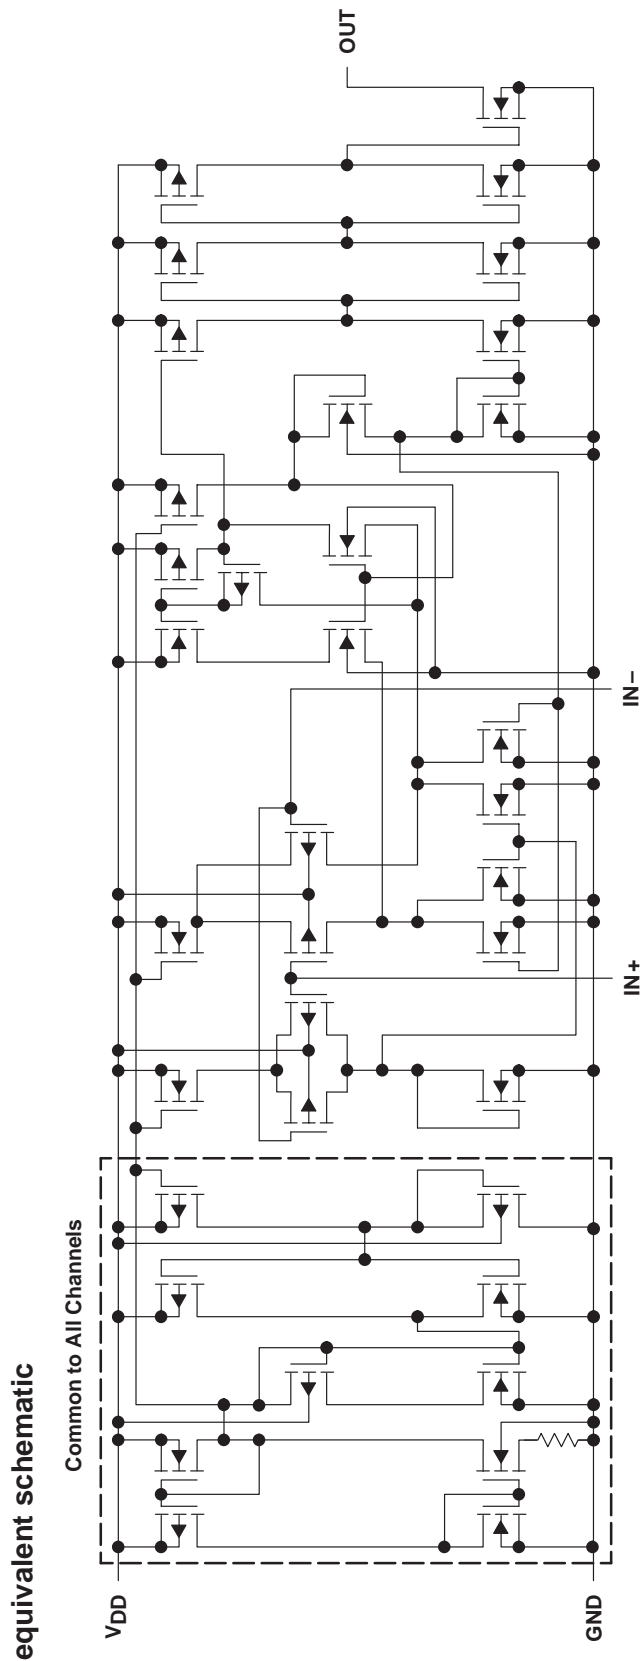 equivalent schematic
Common to All Channels
VDD
GND
IN+
IN−
OUT